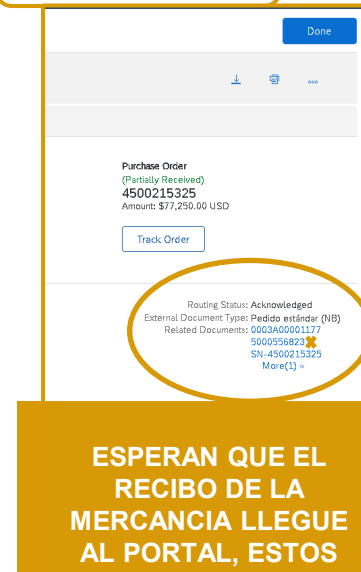 Done
Purchase Order
(Partially Received)
4500215325
Amount: $77,250.00 USD
Track Order
Routing Status: Acknowledged
External Document Type: Pedido estándar (NB)
Related Documents: 0003A00001177
5000556823
SN-4500215325
More(1) »
ESPERAN QUE EL
RECIBO DE LA
MERCANCIA LLEGUE
AL PORTAL, ESTOS